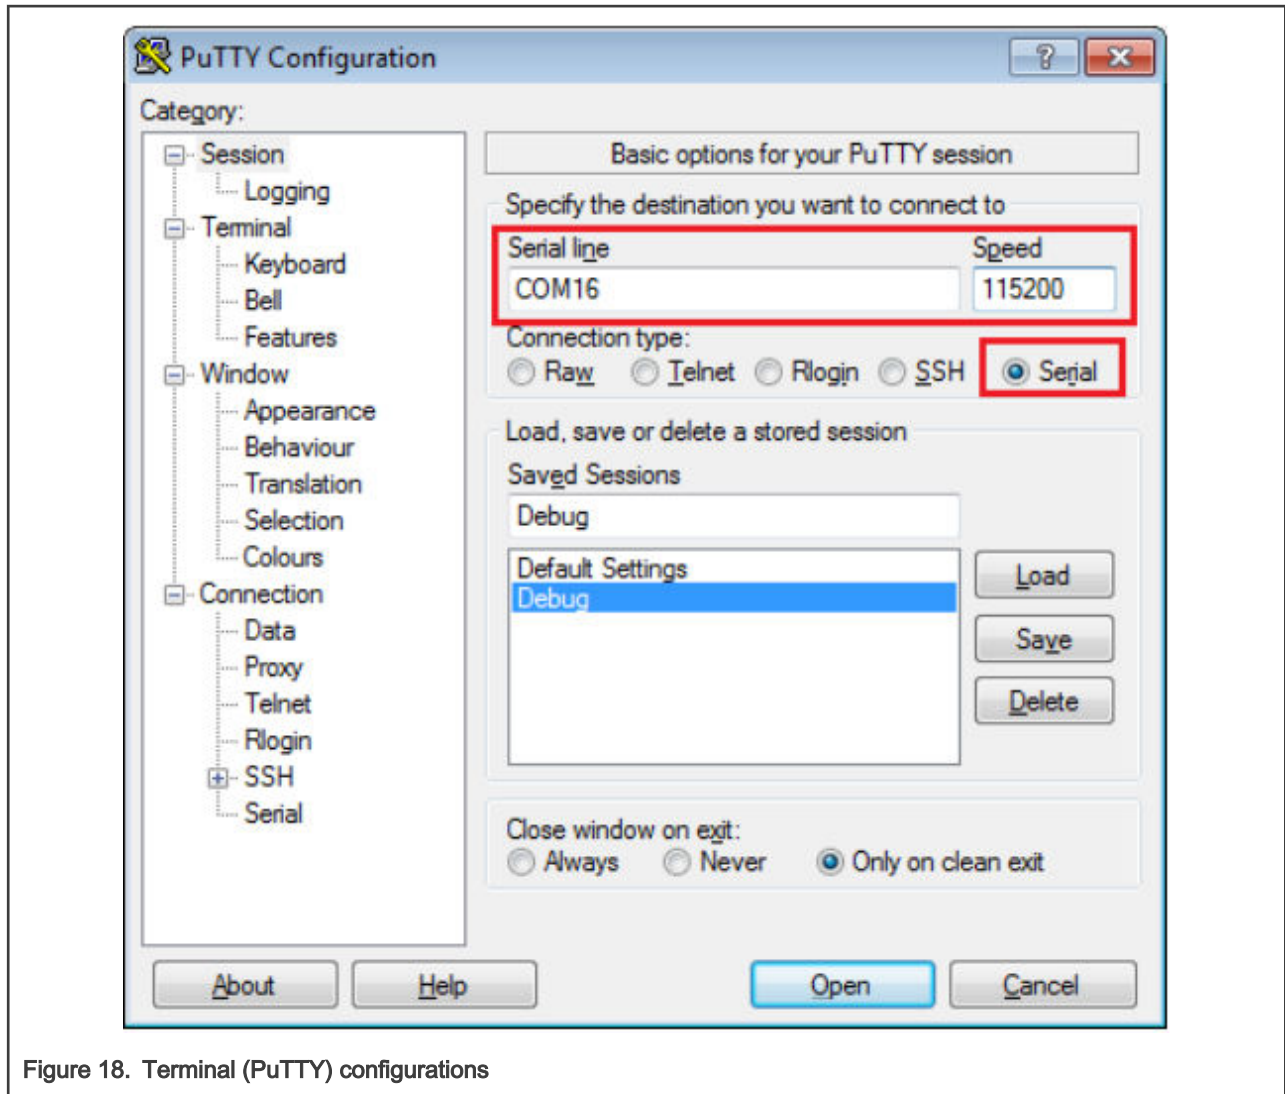 PuTTY Configuration
Category:
Session
Logging
Terminal
Keyboard
Bell
Features
Window
Appearance
Behaviour
Translation
Selection
Colours
Connection
Data
Proxy
Telnet
Rlogin
SSH
Serial
Basic options for your PuTTY session
Specify the destination you want to connect to
Serial line Speed
COM16 115200
Connection type:
Raw Telnet Rlogin SSH Serial
Load, save or delete a stored session
Saved Sessions
Debug
Default Settings
Debug
Load
Save
Delete
Close window on exit:
Always Never Only on clean exit
About Help Open Cancel
Figure 18. Terminal (PuTTY) configurations